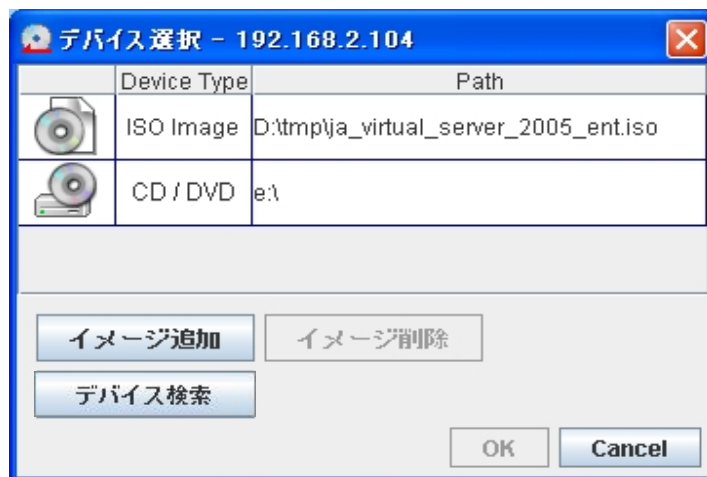 デバイス選択 - 192.168.2.104
Device Type Path
ISO Image D:\tmp\ja_virtual_server_2005_ent.iso
CD / DVD e:\
イメージ追加 イメージ削除
デバイス検索
OK Cancel